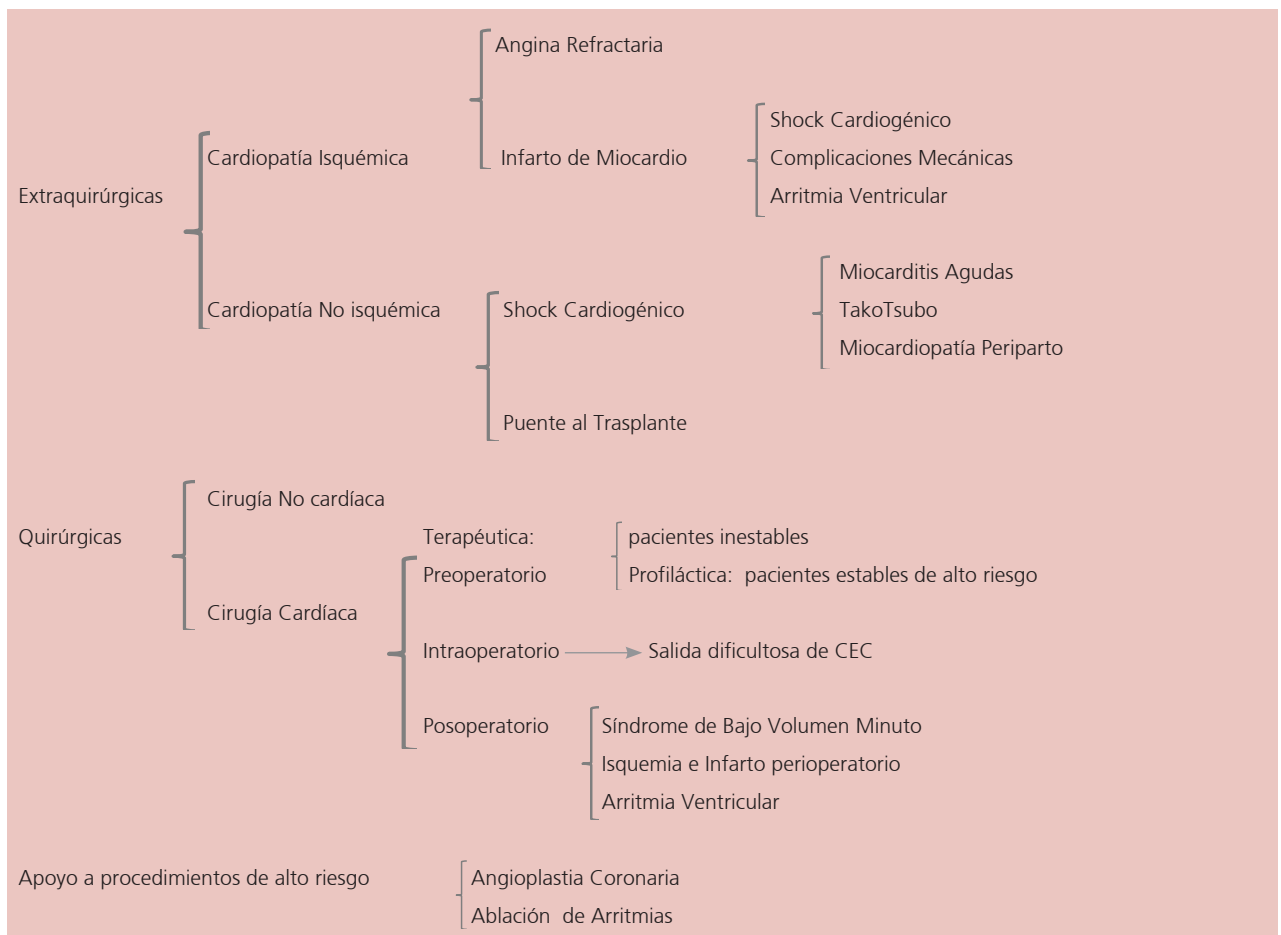 Angina Refractaria
Shock Cardiogénico
Cardiopatía Isquémica
Infarto de Miocardio
Complicaciones Mecánicas
Extraquirúrgicas
Arritmia Ventricular
Miocarditis Agudas
Cardiopatía No isquémica
Shock Cardiogénico
TakoTsubo
Miocardiopatía Periparto
Puente al Trasplante
Cirugía No cardíaca
Quirúrgicas
Terapéutica:
pacientes inestables
Preoperatorio
Profiláctica: pacientes estables de alto riesgo
Cirugía Cardíaca
Intraoperatorio
Salida dificultosa de CEC
Posoperatorio
Síndrome de Bajo Volumen Minuto
Isquemia e Infarto perioperatorio
Arritmia Ventricular
Apoyo a procedimientos de alto riesgo
Angioplastia Coronaria
Ablación de Arritmias